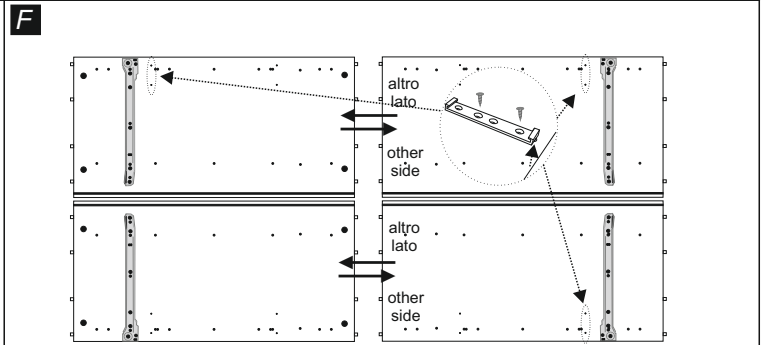 F
altro
lato
other
side
altro
lato
other
side